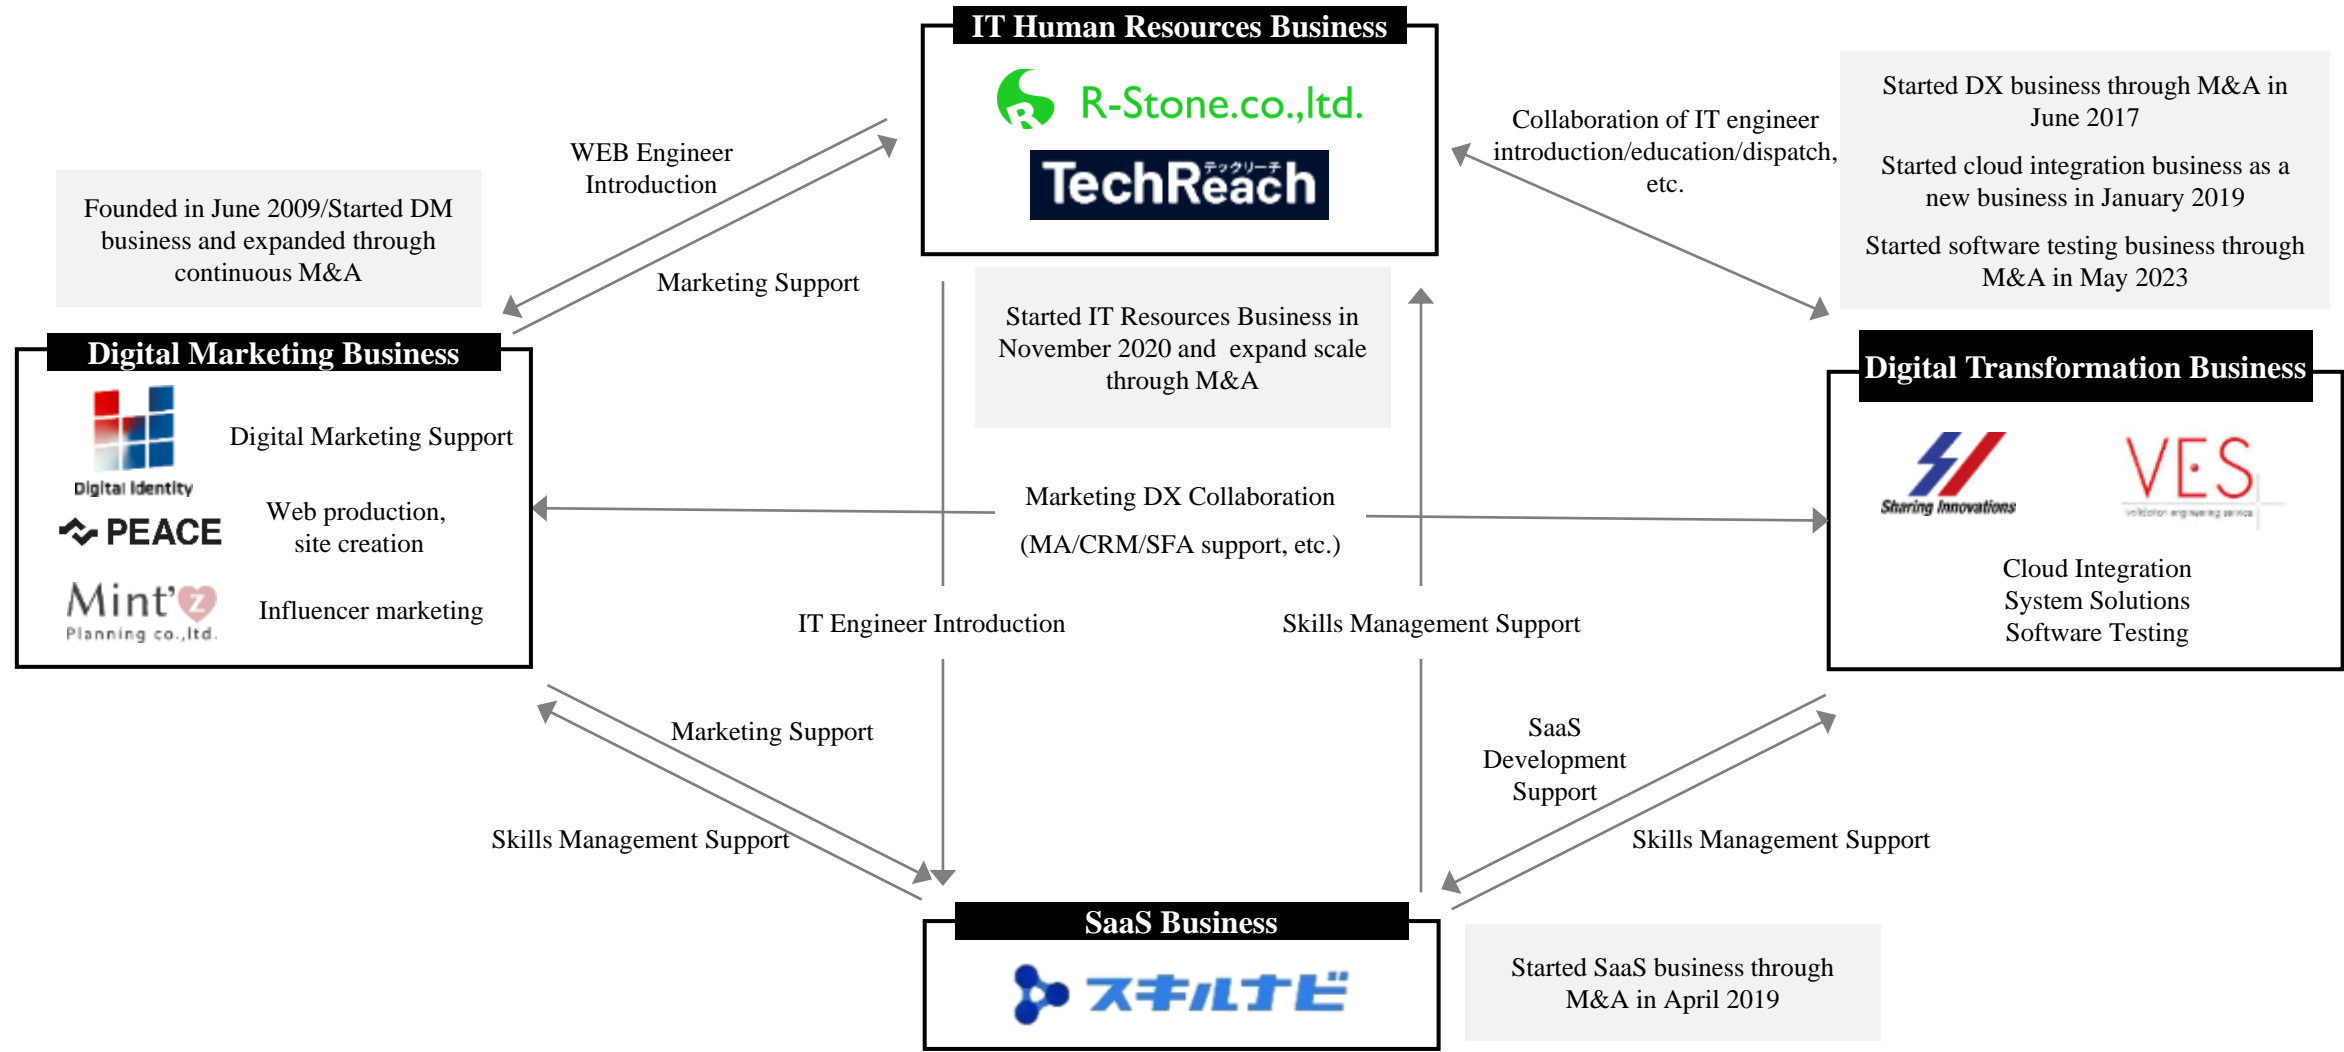 IT Human Resources Business
R-Stone.co.,ltd.
テックリーチ
TechReach
WEB Engineer
Introduction
Marketing Support
Collaboration of IT engineer
introduction/education/dispatch,
etc.
Started DX business through M&A in
June 2017
Started cloud integration business as a
new business in January 2019
Started software testing business through
M&A in May 2023
Founded in June 2009/Started DM
business and expanded through
continuous M&A
Started IT Resources Business in
November 2020 and expand scale
through M&A
Digital Marketing Business
Digital Identity
Digital Marketing Support
PEACE
Web production,
site creation
Mint'z
Planning co.,ltd.
Influencer marketing
Marketing DX Collaboration
(MA/CRM/SFA support, etc.)
Digital Transformation Business
Sharing Innovations
VES
validation engineering service
Cloud Integration
System Solutions
Software Testing
IT Engineer Introduction
Skills Management Support
Marketing Support
Skills Management Support
SaaS
Development
Support
Skills Management Support
SaaS Business
スキルナビ
Started SaaS business through
M&A in April 2019